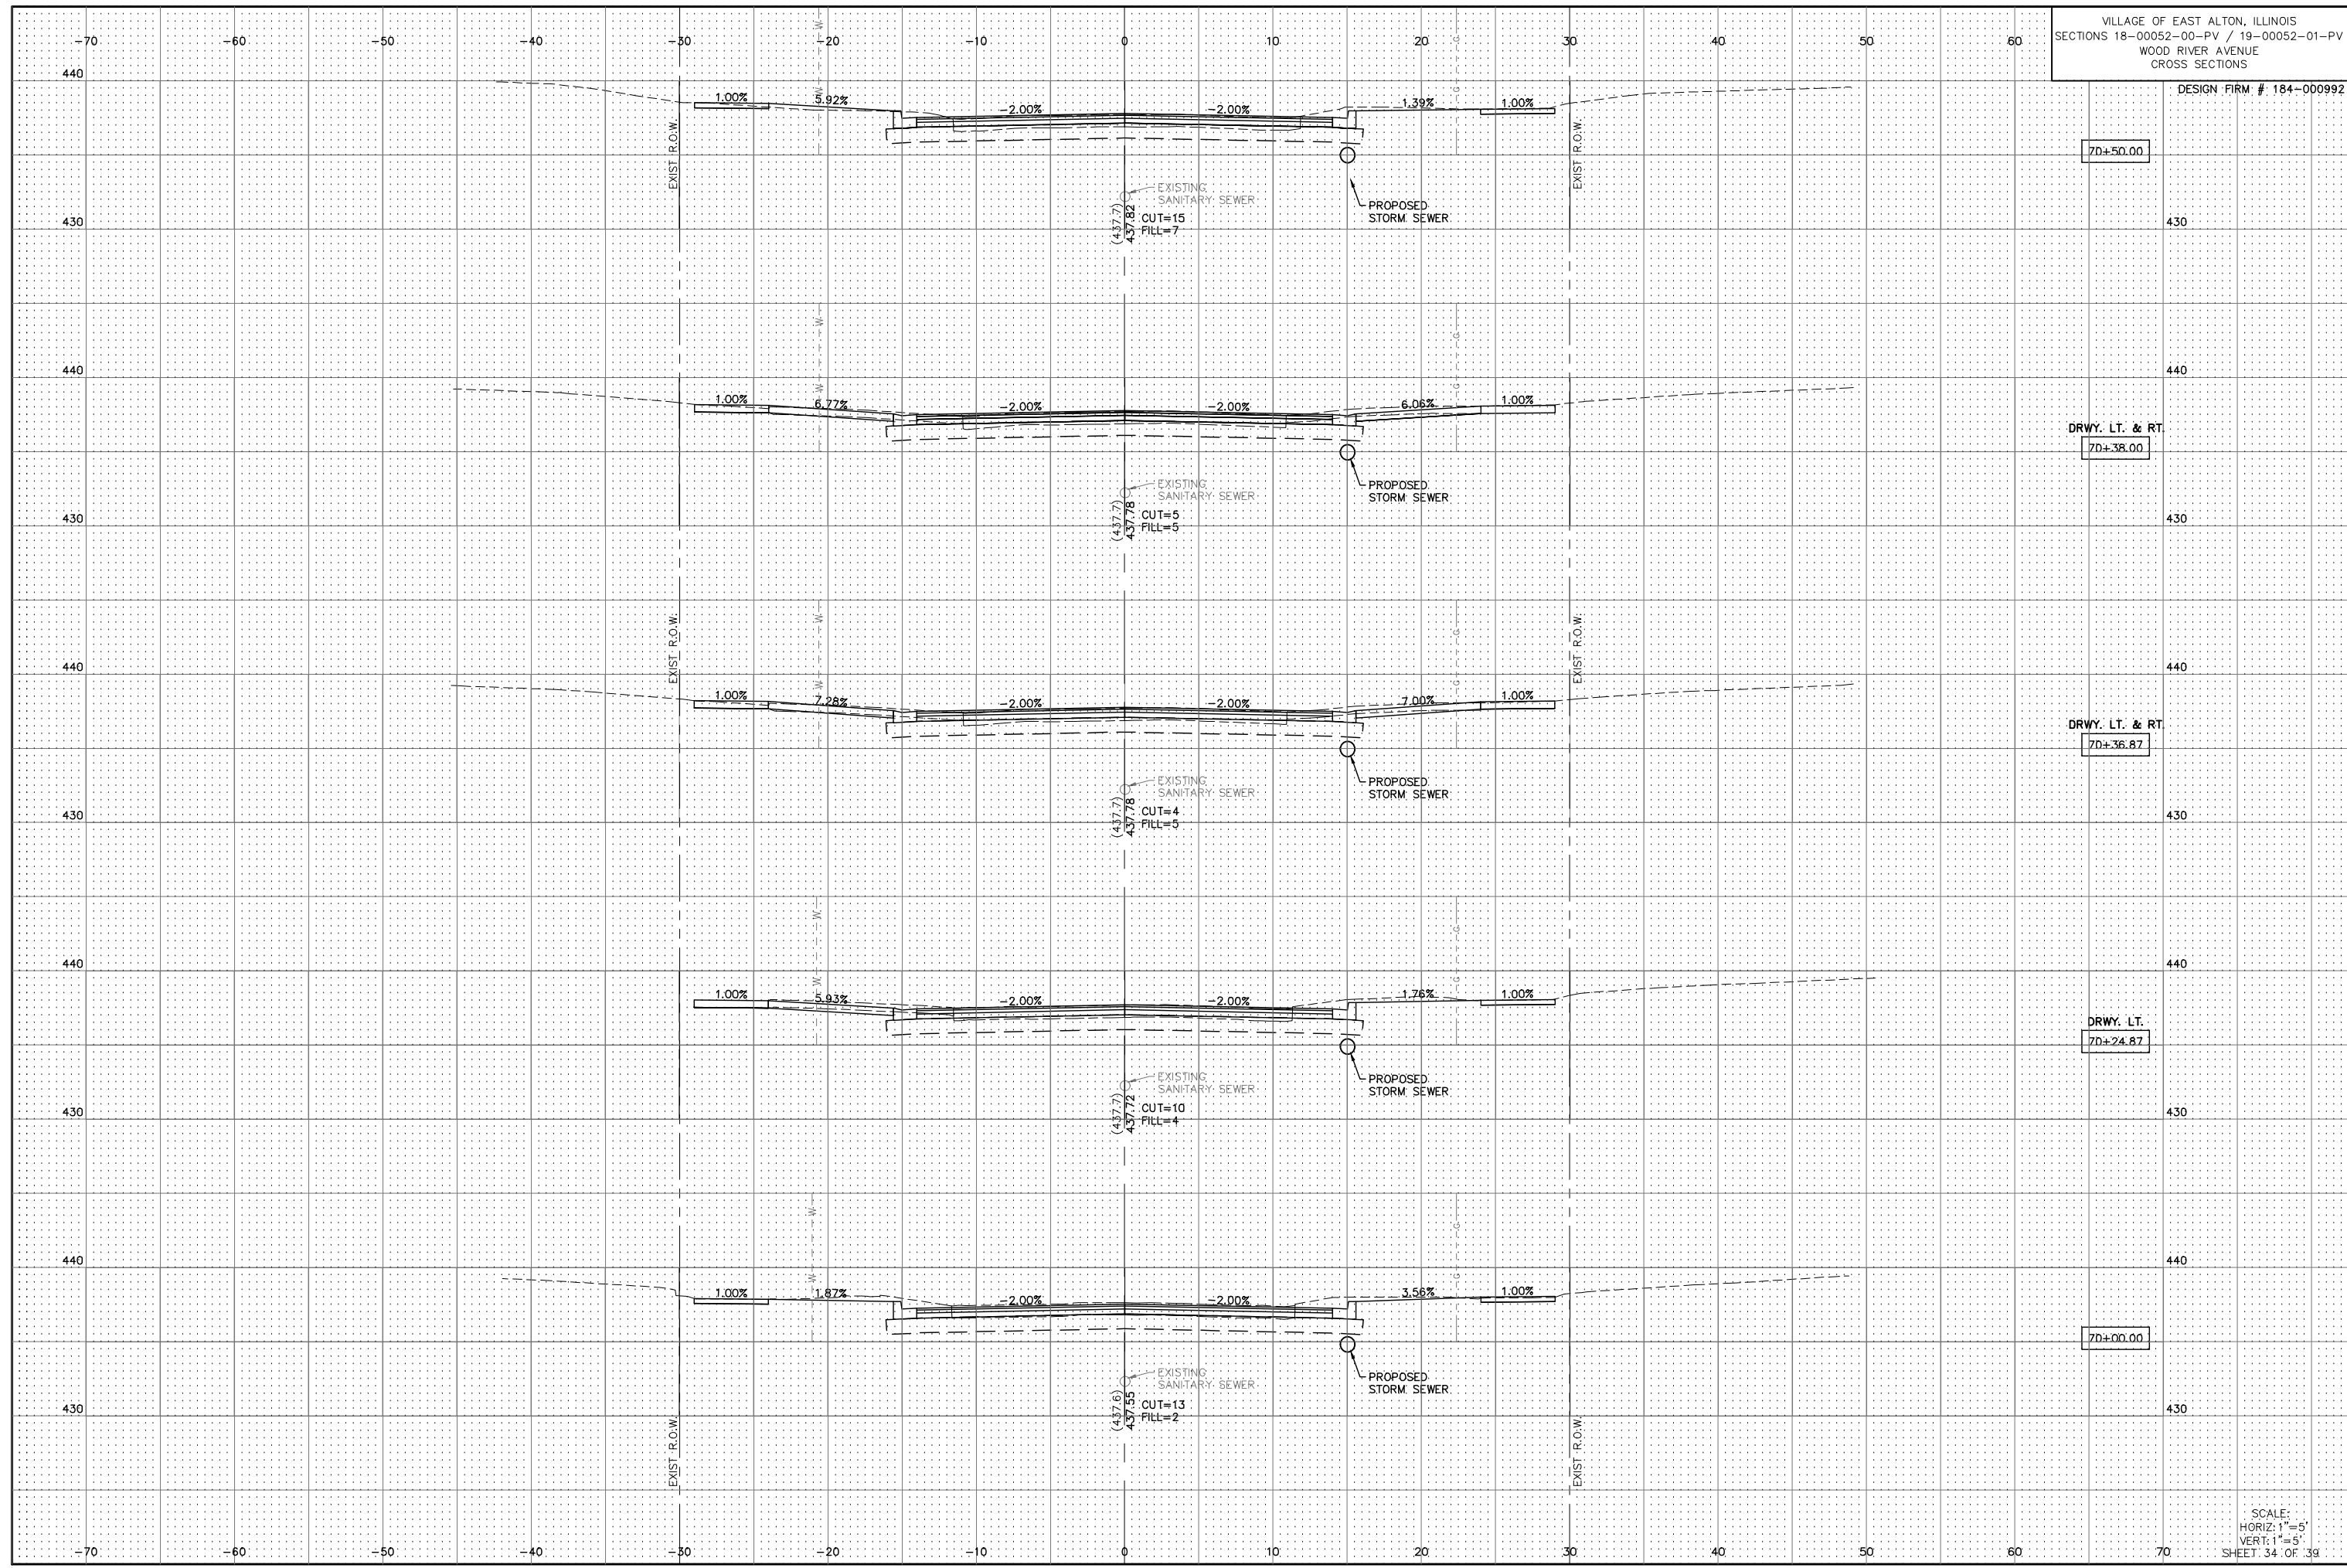 VILLAGE OF EAST ALTON, ILLINOIS
SECTIONS 18-00052-00-PV / 19-00052-01-PV
WOOD RIVER AVENUE
CROSS SECTIONS
DESIGN FIRM # 184-000992
-70 -60 -50 -40 -30 -20 -10 0 10 20 30 40 50 60
440
W W G G
1.00% 5.92% -2.00% -2.00% 1.39% 1.00%
EXIST R.O.W. EXIST R.O.W.
70+50.00
EXISTING
SANITARY SEWER
PROPOSED
STORM SEWER
(437.7)
437.82
CUT=15
FILL=7
430 430
W W G G
440 440
1.00% 6.77% -2.00% -2.00% 6.06% 1.00%
DRWY. LT. & RT.
70+38.00
EXISTING
SANITARY SEWER
PROPOSED
STORM SEWER
(437.7)
437.78
CUT=5
FILL=5
430 430
W W G G
EXIST R.O.W. EXIST R.O.W.
440 440
1.00% 7.28% -2.00% -2.00% 7.00% 1.00%
DRWY. LT. & RT.
70+36.87
EXISTING
SANITARY SEWER
PROPOSED
STORM SEWER
(437.7)
437.78
CUT=4
FILL=5
430 430
W W G G
440 440
1.00% 5.93% -2.00% -2.00% 1.76% 1.00%
DRWY. LT.
70+24.87
EXISTING
SANITARY SEWER
PROPOSED
STORM SEWER
(437.7)
437.72
CUT=10
FILL=4
430 430
W W G G
440 440
1.00% 1.87% -2.00% -2.00% 3.56% 1.00%
70+00.00
EXISTING
SANITARY SEWER
PROPOSED
STORM SEWER
(437.6)
437.55
CUT=13
FILL=2
430 430
EXIST R.O.W. EXIST R.O.W.
SCALE:
HORIZ: 1"=5'
VERT: 1"=5'
SHEET 34 OF 39
-70 -60 -50 -40 -30 -20 -10 0 10 20 30 40 50 60 70